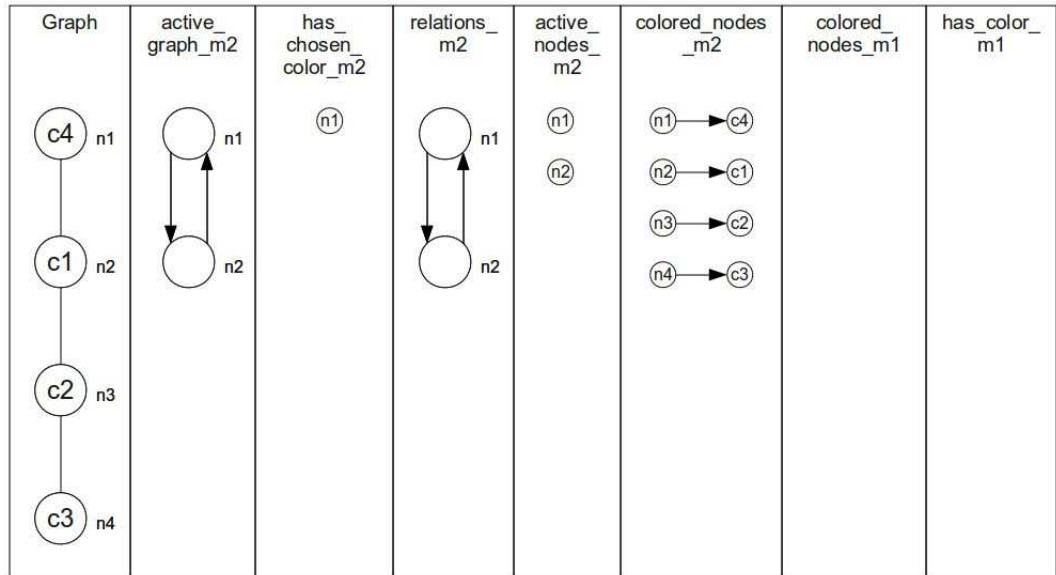 Graph
active_
graph_m2
has_
chosen_
color_m2
relations_
m2
active_
nodes_
m2
colored_nodes
_m2
colored_
nodes_m1
has_color_
m1
c4 n1
n1
n1
n1
n1
n1 c4
n2
n2 c1
n3 c2
c1 n2
n2
n2
n4 c3
c2 n3
c3 n4